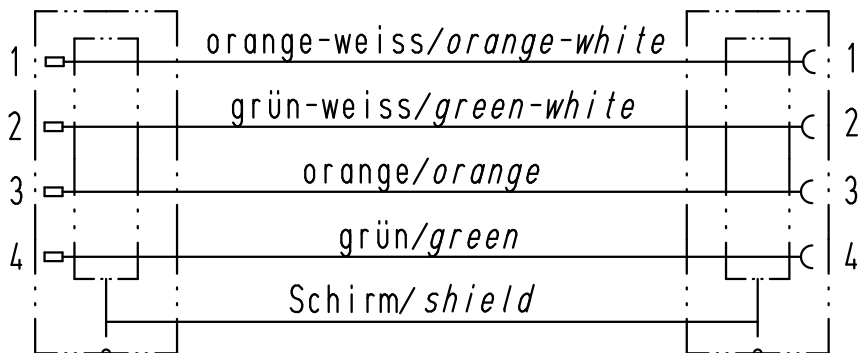 1 orange-weiss/orange-white 1
2 grün-weiss/green-white 2
3 orange/orange 3
4 grün/green 4
Schirm/shield